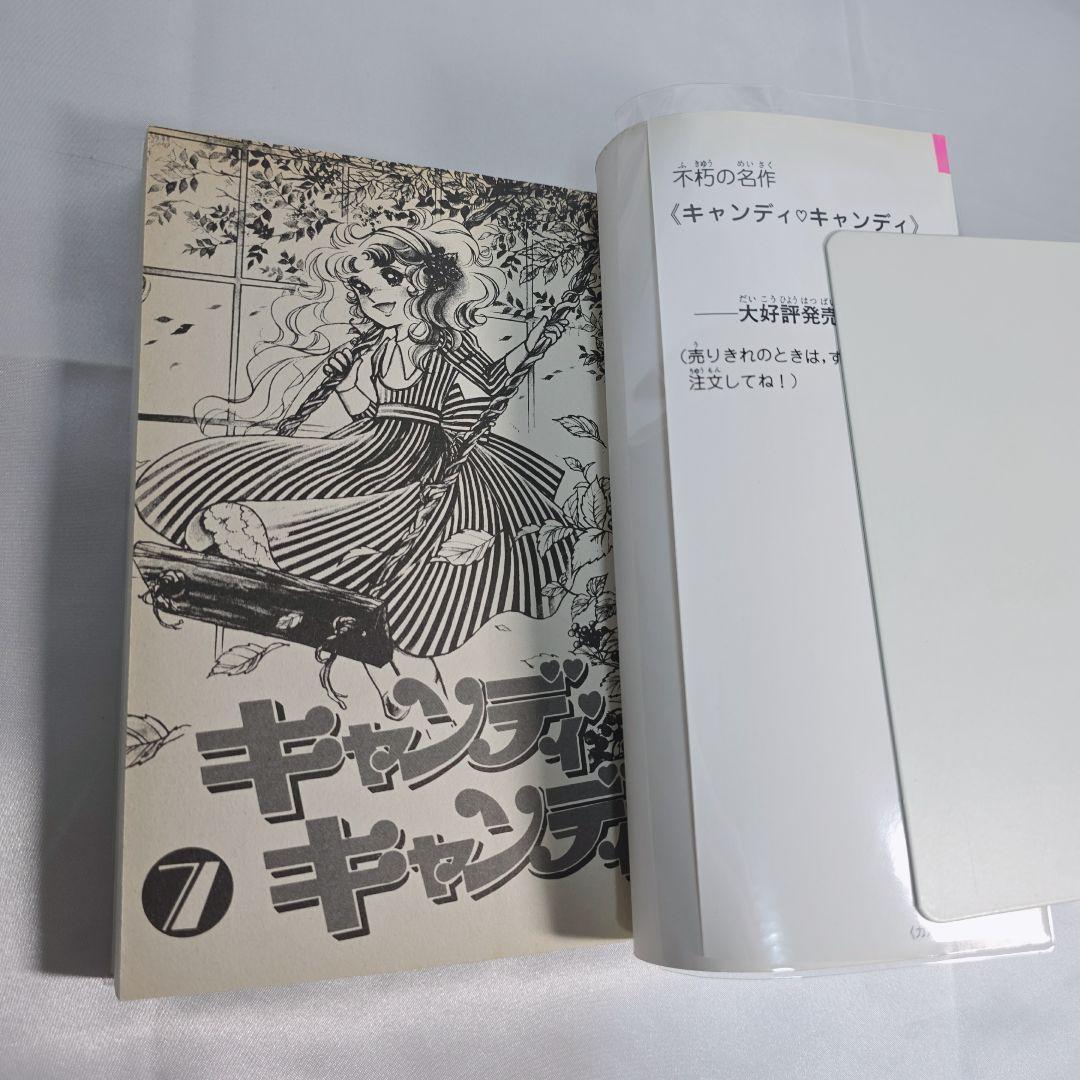 不朽の名作
《キャンディ♡キャンディ》
——大好評発売
(売りきれのときは,す
注文してね!)
キャンディ♡
キャンディ
7